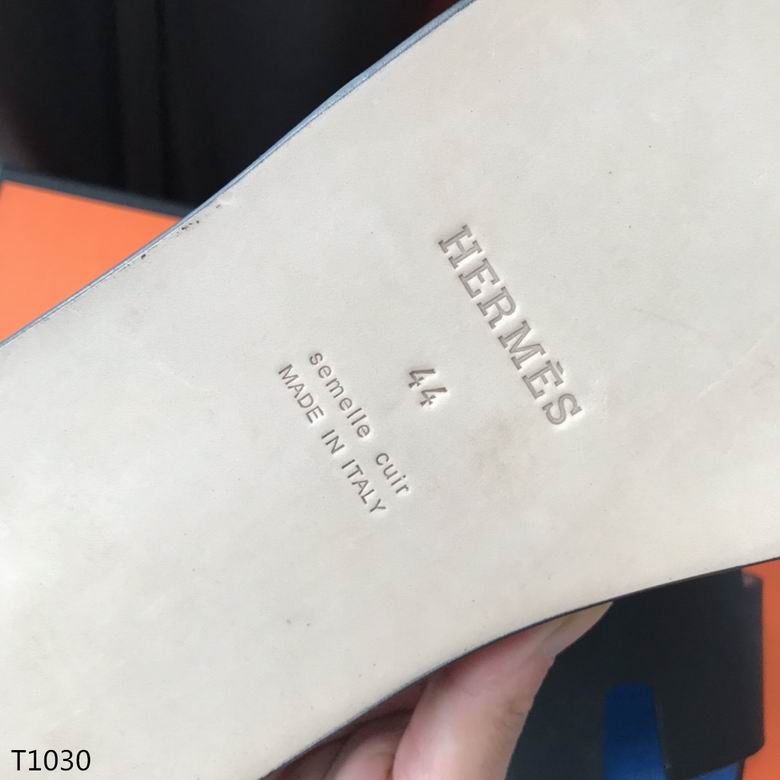 HERMÈS
44
semelle cuir
MADE IN ITALY
T1030